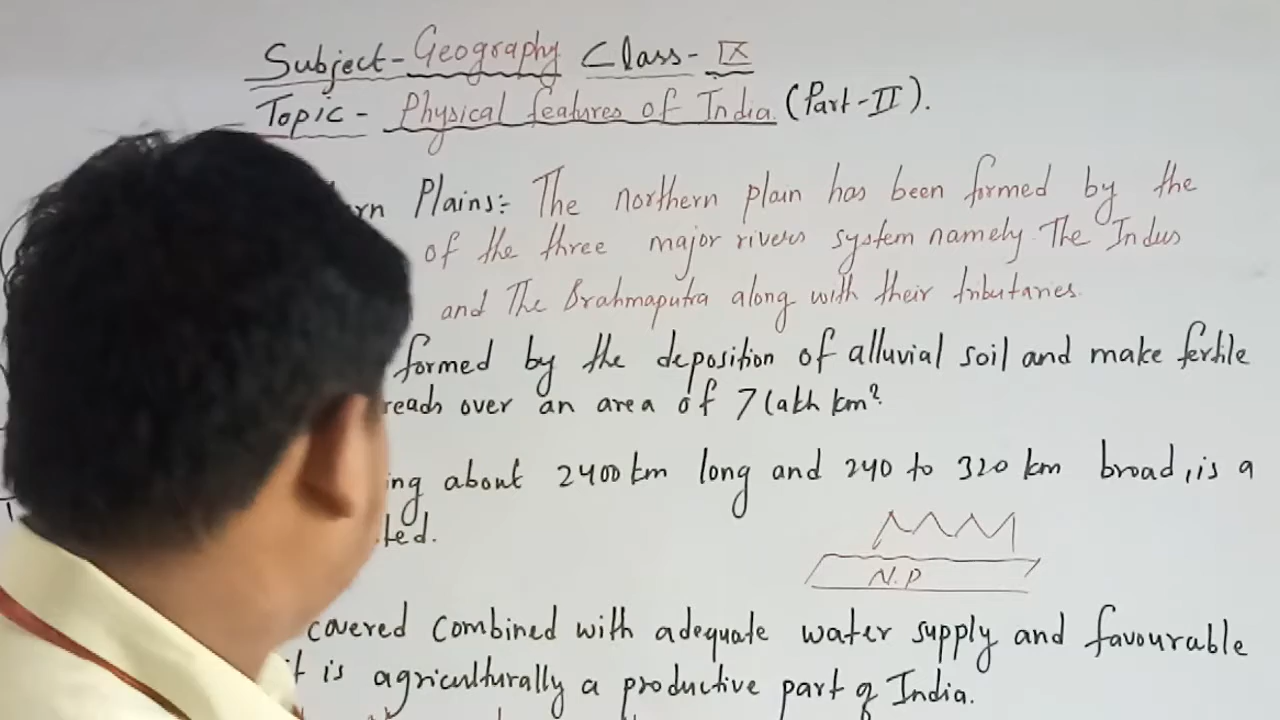 Subject- Geography Class- IX
Topic - Physical features of India (Part-II).
rn Plains:- The northern plain has been formed by the
of the three major rivers system namely The Indus
and The Brahmaputra along with their tributaries.
formed by the deposition of alluvial soil and make fertile
reads over an area of 7 lakh km²
ing about 2400 km long and 240 to 320 km broad, is a
ted.
N.P
covered combined with adequate water supply and favourable
it is agriculturally a productive part of India.